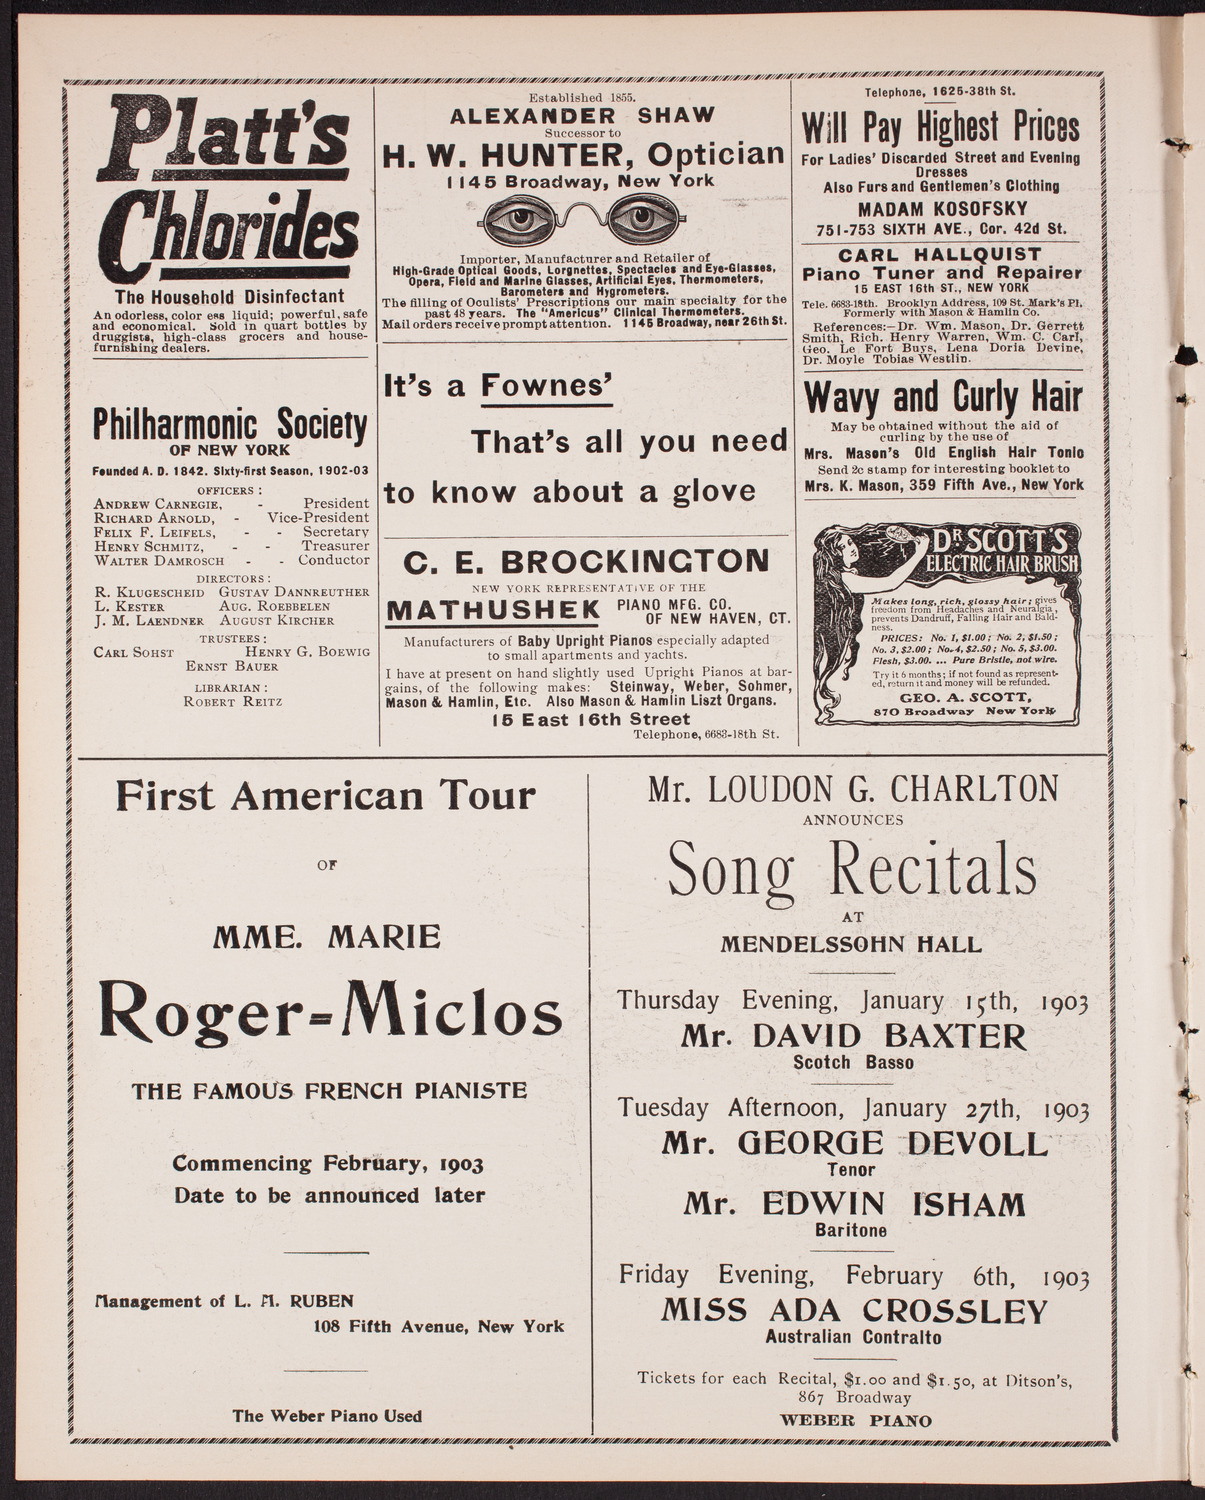 Platt's
Chlorides
The Household Disinfectant
An odorless, color ess liquid; powerful, safe
and economical. Sold in quart bottles by
druggists, high-class grocers and house-
furnishing dealers.
Philharmonic Society
OF NEW YORK
Founded A. D. 1842. Sixty-first Season, 1902-03
OFFICERS:
ANDREW CARNEGIE, - President
RICHARD ARNOLD, - Vice-President
FELIX F. LEIFELS, - - Secretary
HENRY SCHMITZ, - - Treasurer
WALTER DAMROSCH - - Conductor
DIRECTORS:
R. KLUGESCHEID GUSTAV DANNREUTHER
L. KESTER AUG. ROEBBELEN
J. M. LAENDNER AUGUST KIRCHER
TRUSTEES:
CARL SOHST HENRY G. BOEWIG
ERNST BAUER
LIBRARIAN:
ROBERT REITZ
Established 1855.
ALEXANDER SHAW
Successor to
H. W. HUNTER, Optician
1145 Broadway, New York
Importer, Manufacturer and Retailer of
High-Grade Optical Goods, Lorgnettes, Spectacles and Eye-Glasses,
Opera, Field and Marine Glasses, Artificial Eyes, Thermometers,
Barometers and Hygrometers.
The filling of Oculists' Prescriptions our main specialty for the
past 48 years. The "Americus" Clinical Thermometers.
Mail orders receive prompt attention. 1145 Broadway, near 26th St.
It's a Fownes'
That's all you need
to know about a glove
C. E. BROCKINGTON
NEW YORK REPRESENTATIVE OF THE
MATHUSHEK PIANO MFG. CO.
OF NEW HAVEN, CT.
Manufacturers of Baby Upright Pianos especially adapted
to small apartments and yachts.
I have at present on hand slightly used Upright Pianos at bar-
gains, of the following makes: Steinway, Weber, Sohmer,
Mason & Hamlin, Etc. Also Mason & Hamlin Liszt Organs.
15 East 16th Street
Telephone, 6683-18th St.
Telephone, 1625-38th St.
Will Pay Highest Prices
For Ladies' Discarded Street and Evening
Dresses
Also Furs and Gentlemen's Clothing
MADAM KOSOFSKY
751-753 SIXTH AVE., Cor. 42d St.
CARL HALLQUIST
Piano Tuner and Repairer
15 EAST 16th ST., NEW YORK
Tele. 6683-18th. Brooklyn Address, 109 St. Mark's Pl.
Formerly with Mason & Hamlin Co.
References:—Dr. Wm. Mason, Dr. Gerrett
Smith, Rich. Henry Warren, Wm. C. Carl,
Geo. Le Fort Buys, Lena Doria Devine,
Dr. Moyle Tobias Westlin.
Wavy and Curly Hair
May be obtained without the aid of
curling by the use of
Mrs. Mason's Old English Hair Tonic
Send 2c stamp for interesting booklet to
Mrs. K. Mason, 359 Fifth Ave., New York
DR. SCOTT'S
ELECTRIC HAIR BRUSH
Makes long, rich, glossy hair; gives
freedom from Headaches and Neuralgia,
prevents Dandruff, Falling Hair and Bald-
ness.
PRICES: No. 1, $1.00; No. 2, $1.50;
No. 3, $2.00; No. 4, $2.50; No. 5, $3.00.
Flesh, $3.00. ... Pure Bristle, not wire.
Try it 6 months; if not found as represent-
ed, return it and money will be refunded.
GEO. A. SCOTT,
870 Broadway New York
First American Tour
OF
MME. MARIE
Roger=Miclos
THE FAMOUS FRENCH PIANISTE
Commencing February, 1903
Date to be announced later
Management of L. M. RUBEN
108 Fifth Avenue, New York
The Weber Piano Used
Mr. LOUDON G. CHARLTON
ANNOUNCES
Song Recitals
AT
MENDELSSOHN HALL
Thursday Evening, January 15th, 1903
Mr. DAVID BAXTER
Scotch Basso
Tuesday Afternoon, January 27th, 1903
Mr. GEORGE DEVOLL
Tenor
Mr. EDWIN ISHAM
Baritone
Friday Evening, February 6th, 1903
MISS ADA CROSSLEY
Australian Contralto
Tickets for each Recital, $1.00 and $1.50, at Ditson's,
867 Broadway
WEBER PIANO